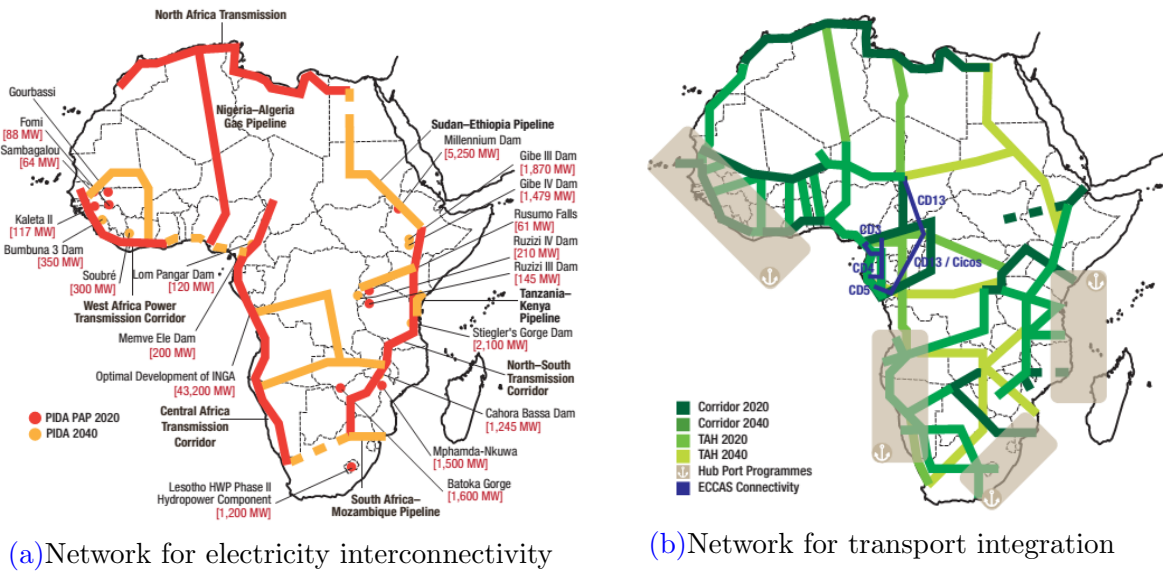 North Africa Transmission
Gourbassi
Fomi
[88 MW]
Sambagalou
[64 MW]
Kaleta II
[117 MW]
Bumbuna 3 Dam
[350 MW]
Soubré
[300 MW]
Lom Pangar Dam
[120 MW]
West Africa Power
Transmission Corridor
Memve Ele Dam
[200 MW]
Optimal Development of INGA
[43,200 MW]
Central Africa
Transmission
Corridor
Lesotho HWP Phase II
Hydropower Component
[1,200 MW]
Nigeria–Algeria
Gas Pipeline
Sudan–Ethiopia Pipeline
Millennium Dam
[5,250 MW]
Gibe III Dam
[1,870 MW]
Gibe IV Dam
[1,479 MW]
Rusumo Falls
[61 MW]
Ruzizi IV Dam
[210 MW]
Ruzizi III Dam
[145 MW]
Tanzania–
Kenya
Pipeline
Stiegler's Gorge Dam
[2,100 MW]
North–South
Transmission
Corridor
Cahora Bassa Dam
[1,245 MW]
Mphamda-Nkuwa
[1,500 MW]
Batoka Gorge
[1,600 MW]
South Africa–
Mozambique Pipeline
PIDA PAP 2020
PIDA 2040
(a)Network for electricity interconnectivity
CD13
CD3
CD13 / Cicos
CD4
CD5
Corridor 2020
Corridor 2040
TAH 2020
TAH 2040
Hub Port Programmes
ECCAS Connectivity
(b)Network for transport integration